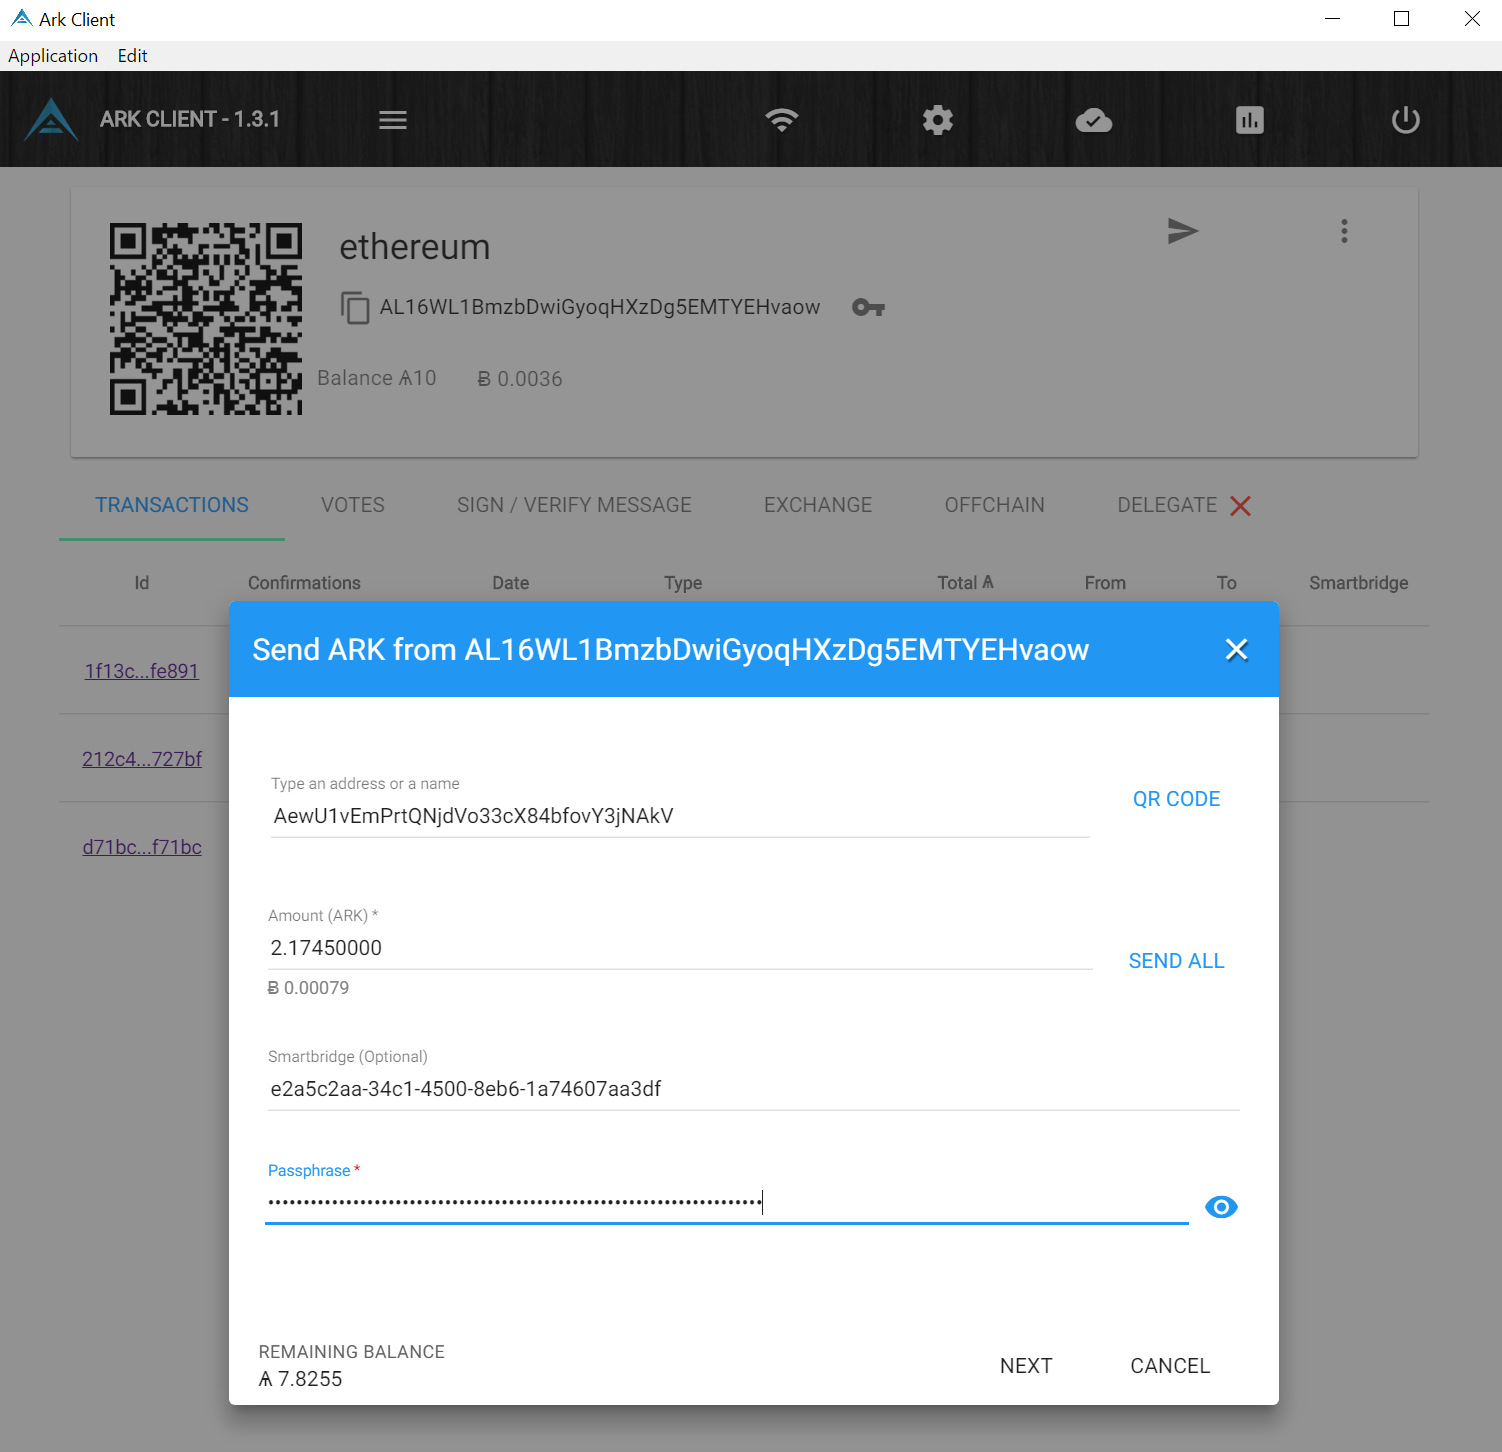 Ark Client
Application Edit
ARK CLIENT - 1.3.1
ethereum
AL16WL1BmzbDwiGyoqHXzDg5EMTYEHvaow
Balance Ѧ10 Ƀ 0.0036
TRANSACTIONS VOTES SIGN / VERIFY MESSAGE EXCHANGE OFFCHAIN DELEGATE
Id Confirmations Date Type Total Ѧ From To Smartbridge
1f13c...fe891
212c4...727bf
d71bc...f71bc
Send ARK from AL16WL1BmzbDwiGyoqHXzDg5EMTYEHvaow
Type an address or a name
AewU1vEmPrtQNjdVo33cX84bfovY3jNAkV
QR CODE
Amount (ARK) *
2.17450000
SEND ALL
Ƀ 0.00079
Smartbridge (Optional)
e2a5c2aa-34c1-4500-8eb6-1a74607aa3df
Passphrase *
REMAINING BALANCE
Ѧ 7.8255
NEXT CANCEL